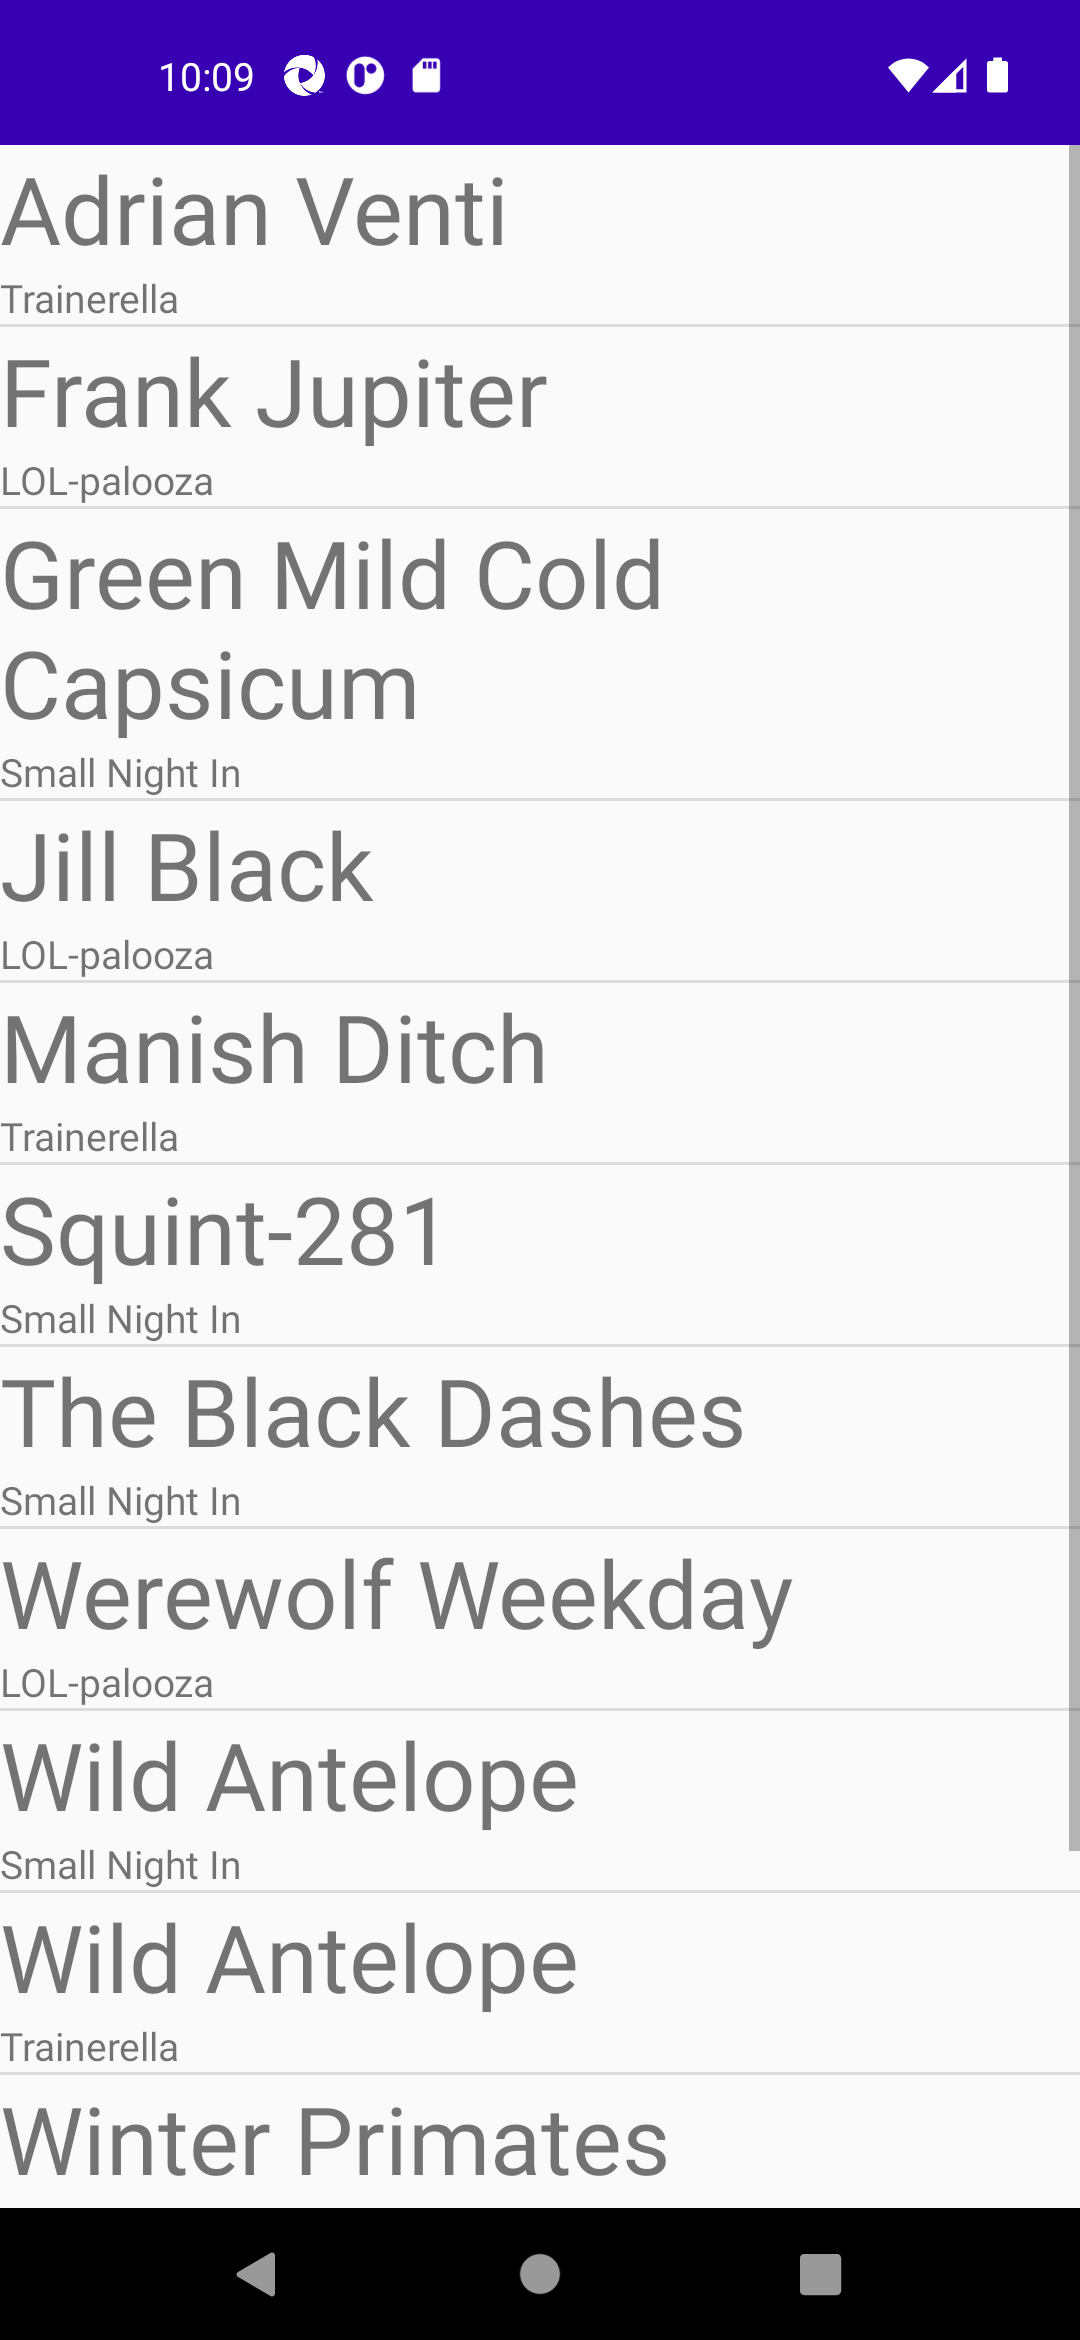 10:09
Adrian Venti
Trainerella
Frank Jupiter
LOL-palooza
Green Mild Cold
Capsicum
Small Night In
Jill Black
LOL-palooza
Manish Ditch
Trainerella
Squint-281
Small Night In
The Black Dashes
Small Night In
Werewolf Weekday
LOL-palooza
Wild Antelope
Small Night In
Wild Antelope
Trainerella
Winter Primates